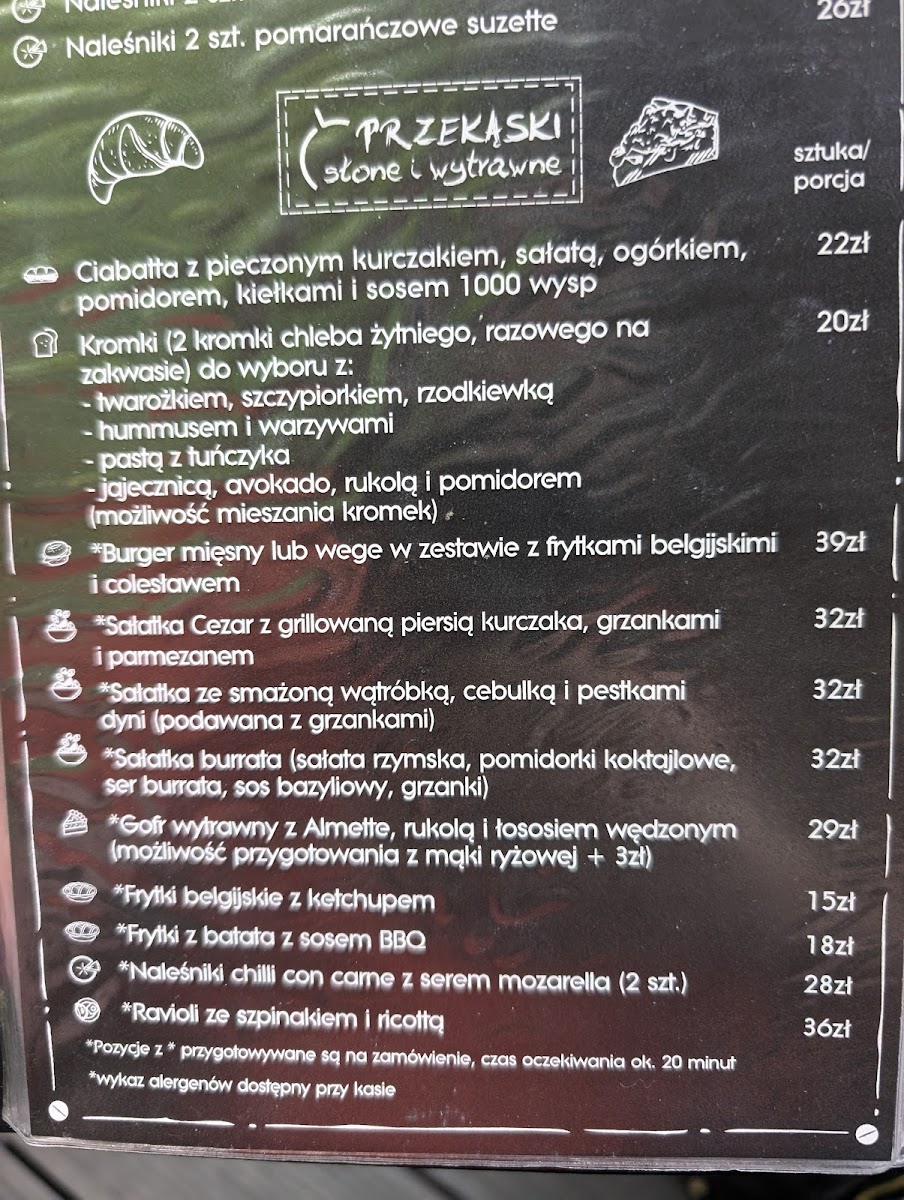 Naleśniki 2
26zł
Naleśniki 2 szt. pomarańczowe suzette
PRZEKĄSKI
słone i wytrawne
sztuka/
porcja
Ciabatta z pieczonym kurczakiem, sałatą, ogórkiem, 22zł
pomidorem, kiełkami i sosem 1000 wysp
Kromki (2 kromki chleba żytniego, razowego na 20zł
zakwasie) do wyboru z:
- twarożkiem, szczypiorkiem, rzodkiewką
- hummusem i warzywami
- pastą z tuńczyka
- jajecznicą, avokado, rukolą i pomidorem
(możliwość mieszania kromek)
*Burger mięsny lub wege w zestawie z frytkami belgijskimi 39zł
i colesławem
*Sałatka Cezar z grillowaną piersią kurczaka, grzankami 32zł
i parmezanem
*Sałatka ze smażoną wątróbką, cebulką i pestkami 32zł
dyni (podawana z grzankami)
*Sałatka burrata (sałata rzymska, pomidorki koktajlowe, 32zł
ser burrata, sos bazyliowy, grzanki)
*Gofr wytrawny z Almette, rukolą i łososiem wędzonym 29zł
(możliwość przygotowania z mąki ryżowej + 3zł)
*Frytki belgijskie z ketchupem 15zł
*Frytki z batata z sosem BBQ 18zł
*Naleśniki chilli con carne z serem mozarella (2 szt.) 28zł
*Ravioli ze szpinakiem i ricottą 36zł
*Pozycje z * przygotowywane są na zamówienie, czas oczekiwania ok. 20 minut
*wykaz alergenów dostępny przy kasie